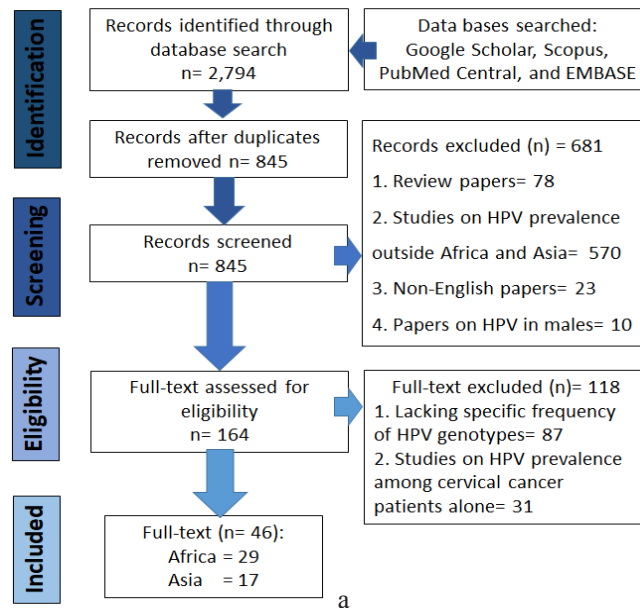 Identification
Records identified through
database search
n= 2,794
Data bases searched:
Google Scholar, Scopus,
PubMed Central, and EMBASE
Records after duplicates
removed n= 845
Screening
Records screened
n= 845
Records excluded (n) = 681
1. Review papers= 78
2. Studies on HPV prevalence
outside Africa and Asia= 570
3. Non-English papers= 23
4. Papers on HPV in males= 10
Eligibility
Full-text assessed for
eligibility
n= 164
Full-text excluded (n)= 118
1. Lacking specific frequency
of HPV genotypes= 87
2. Studies on HPV prevalence
among cervical cancer
patients alone= 31
Included
Full-text (n= 46):
Africa = 29
Asia = 17
a